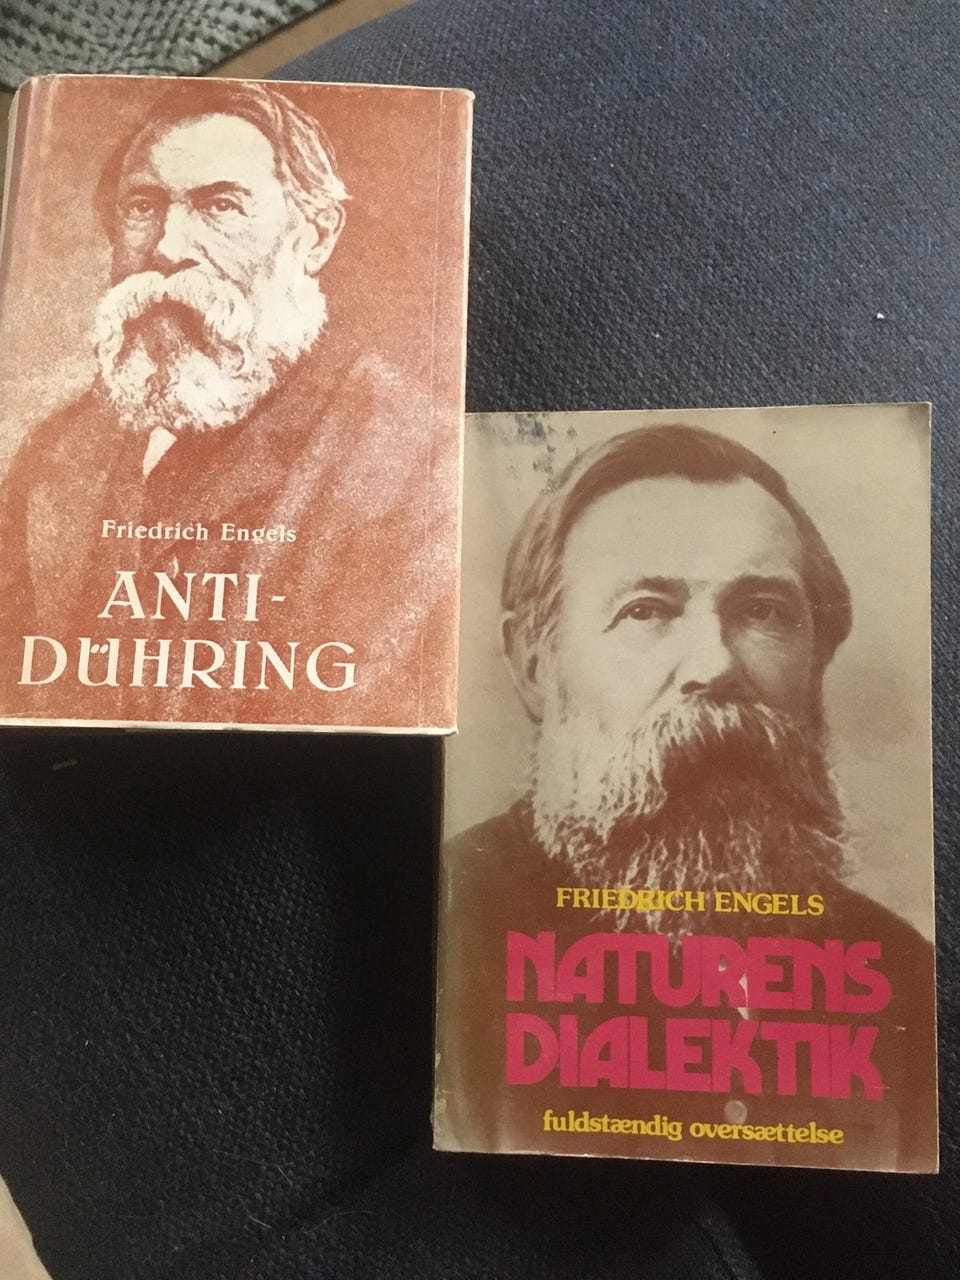 Friedrich Engels
ANTI-
DÜHRING
FRIEDRICH ENGELS
NATURENS
DIALEKTIK
fuldstændig oversættelse